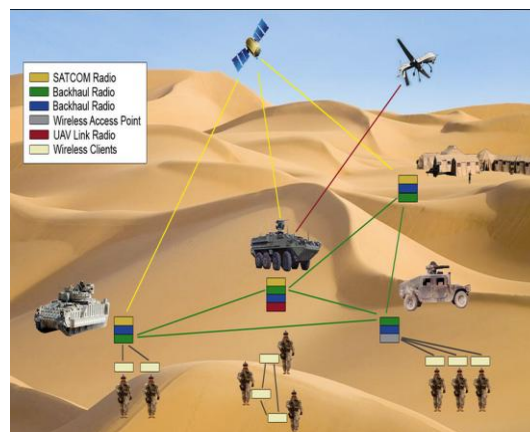 SATCOM Radio
Backhaul Radio
Backhaul Radio
Wireless Access Point
UAV Link Radio
Wireless Clients